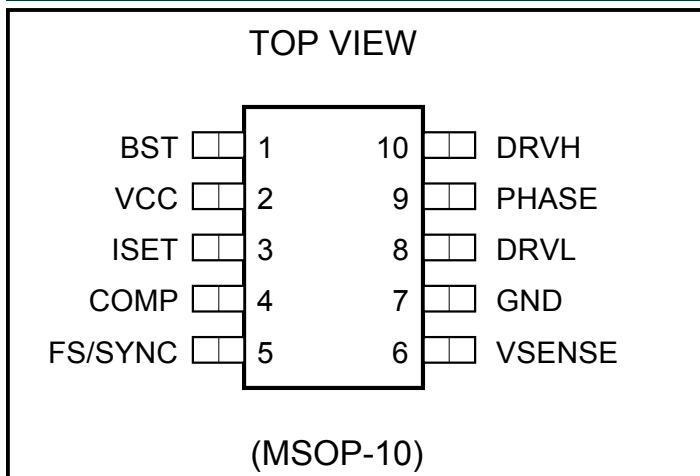 TOP VIEW
BST 1 10 DRVH
VCC 2 9 PHASE
ISET 3 8 DRVL
COMP 4 7 GND
FS/SYNC 5 6 VSENSE
(MSOP-10)